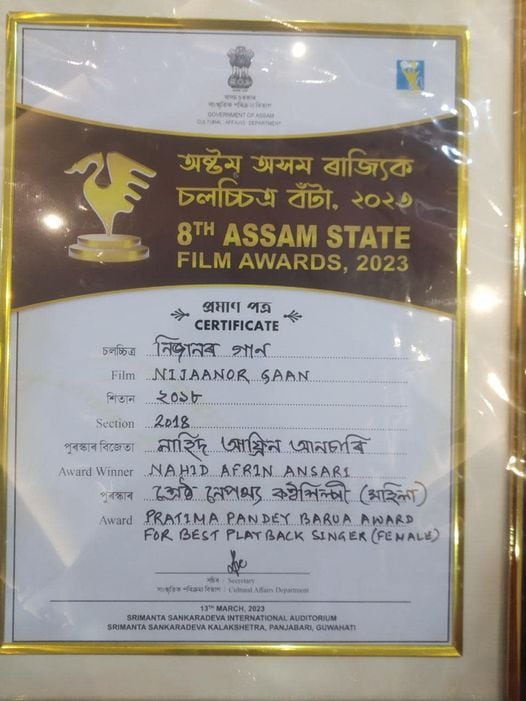 অসম চৰকাৰ
সাংস্কৃতিক পৰিক্ৰমা বিভাগ
GOVERNMENT OF ASSAM
CULTURAL AFFAIRS DEPARTMENT
অষ্টম অসম ৰাজ্যিক
চলচ্চিত্ৰ বঁটা, ২০২৩
8TH ASSAM STATE
FILM AWARDS, 2023
প্ৰমাণ পত্ৰ
CERTIFICATE
চলচ্চিত্ৰ নিজানৰ গান
Film NIJAANOR GAAN
শিতান ২০১৮
Section 2018
পুৰস্কাৰ বিজেতা নাহিদ আফ্ৰিন আনচাৰি
Award Winner NAHID AFRIN ANSARI
পুৰস্কাৰ শ্ৰেষ্ঠ নেপথ্য কণ্ঠশিল্পী (মহিলা)
Award PRATIMA PANDEY BARUA AWARD
FOR BEST PLAYBACK SINGER (FEMALE)
সচিব : Secretary
সাংস্কৃতিক পৰিক্ৰমা বিভাগ : Cultural Affairs Department
13TH MARCH, 2023
SRIMANTA SANKARADEVA INTERNATIONAL AUDITORIUM
SRIMANTA SANKARADEVA KALAKSHETRA, PANJABARI, GUWAHATI